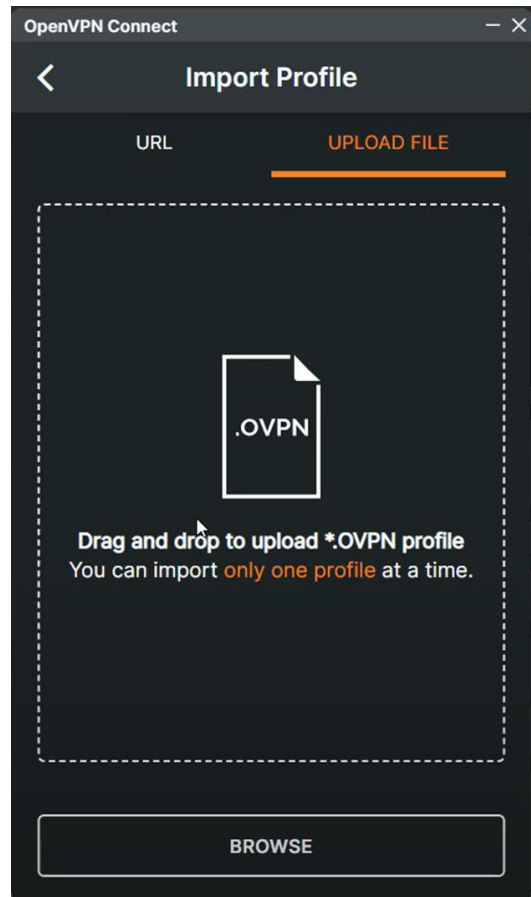 OpenVPN Connect
Import Profile
URL
UPLOAD FILE
.OVPN
Drag and drop to upload *.OVPN profile
You can import only one profile at a time.
BROWSE